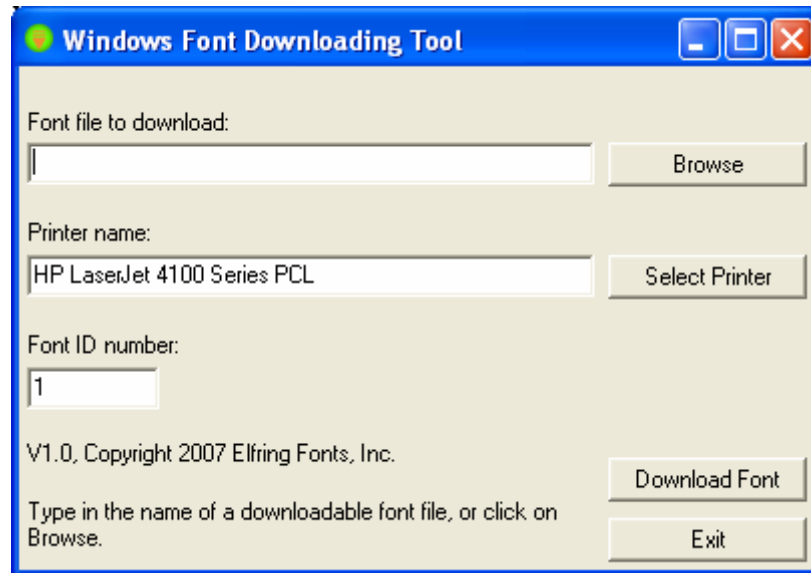 Windows Font Downloading Tool
Font file to download:
Browse
Printer name:
HP LaserJet 4100 Series PCL
Select Printer
Font ID number:
1
V1.0, Copyright 2007 Elfring Fonts, Inc.
Download Font
Type in the name of a downloadable font file, or click on
Browse.
Exit